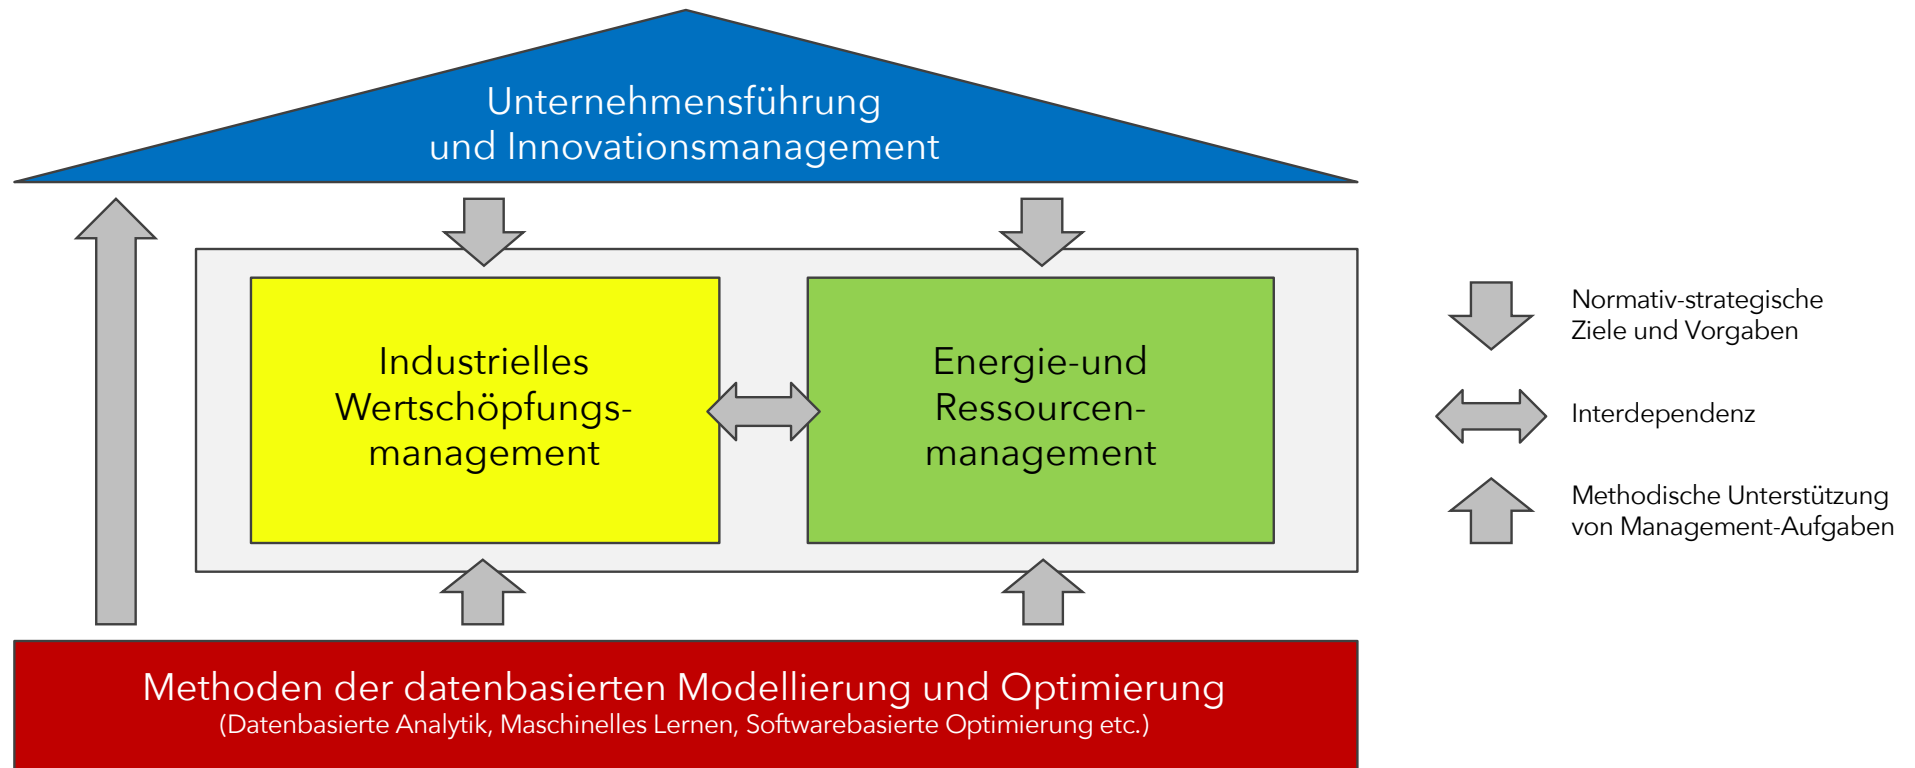 Unternehmensführung
und Innovationsmanagement
Industrielles
Wertschöpfungs-
management
Energie-und
Ressourcen-
management
Methoden der datenbasierten Modellierung und Optimierung
(Datenbasierte Analytik, Maschinelles Lernen, Softwarebasierte Optimierung etc.)
Normativ-strategische
Ziele und Vorgaben
Interdependenz
Methodische Unterstützung
von Management-Aufgaben